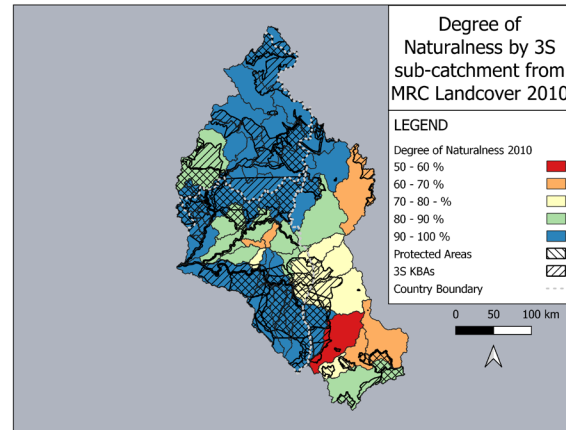 Degree of
Naturalness by 3S
sub-catchment from
MRC Landcover 2010
LEGEND
Degree of Naturalness 2010
50 - 60 %
60 - 70 %
70 - 80 - %
80 - 90 %
90 - 100 %
Protected Areas
3S KBAs
Country Boundary
0 50 100 km